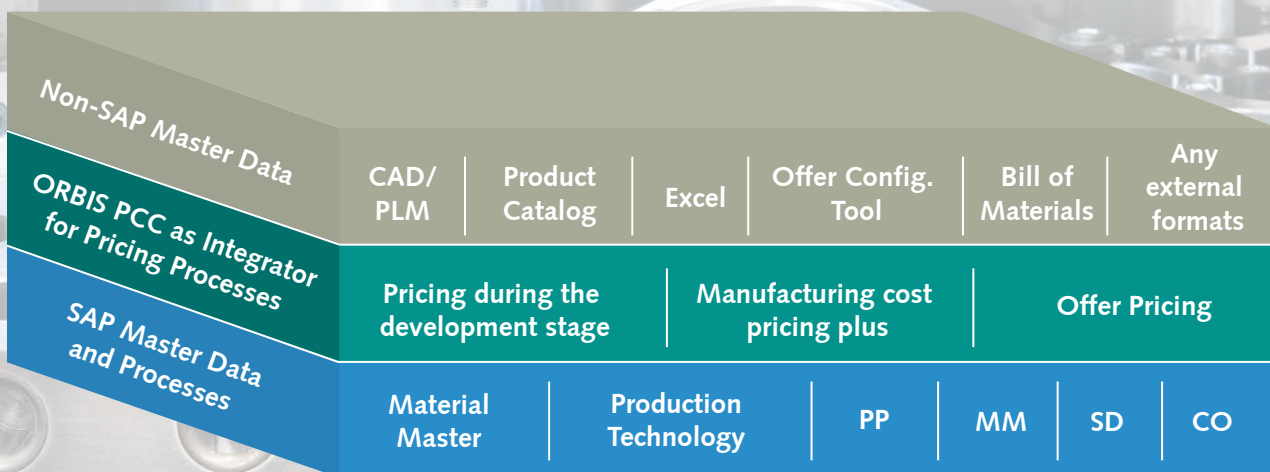 Non-SAP Master Data
CAD/
PLM
Product
Catalog
Excel
Offer Config.
Tool
Bill of
Materials
Any
external
formats
ORBIS PCC as Integrator
for Pricing Processes
Pricing during the
development stage
Manufacturing cost
pricing plus
Offer Pricing
SAP Master Data
and Processes
Material
Master
Production
Technology
PP
MM
SD
CO